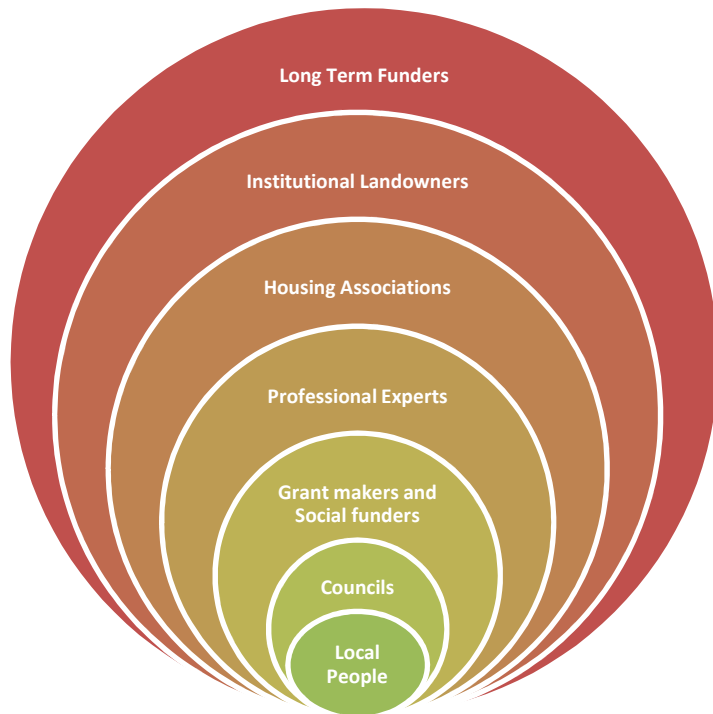 Long Term Funders
Institutional Landowners
Housing Associations
Professional Experts
Grant makers and
Social funders
Councils
Local
People